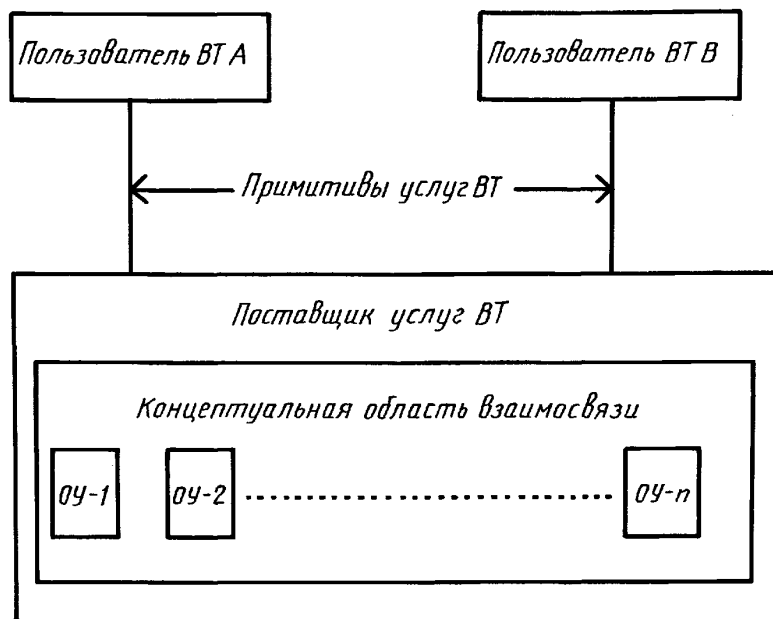 Пользователь ВТ А
Пользователь ВТ В
Примитивы услуг ВТ
Поставщик услуг ВТ
Концептуальная область взаимосвязи
ОУ-1
ОУ-2
ОУ-n